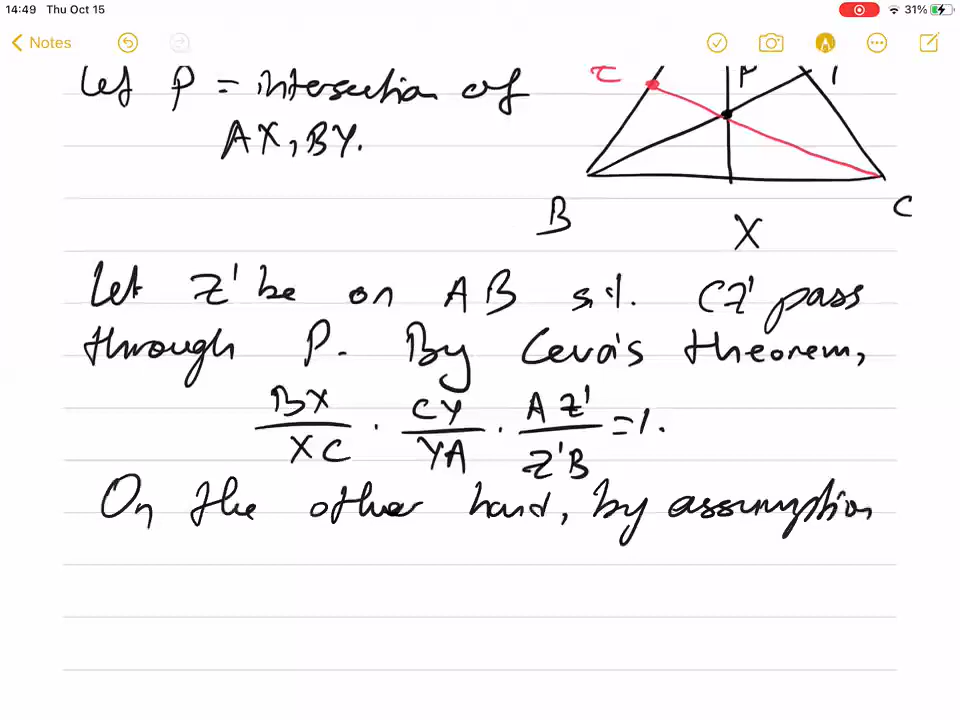 14:49 Thu Oct 15
31%
Notes
Let P = intersection of
AX, BY.
B
C
X
Let Z' be on AB s.t. CZ' pass
through P. By Ceva's theorem,
BX/XC · CY/YA · AZ'/Z'B = 1.
On the other hand, by assumption